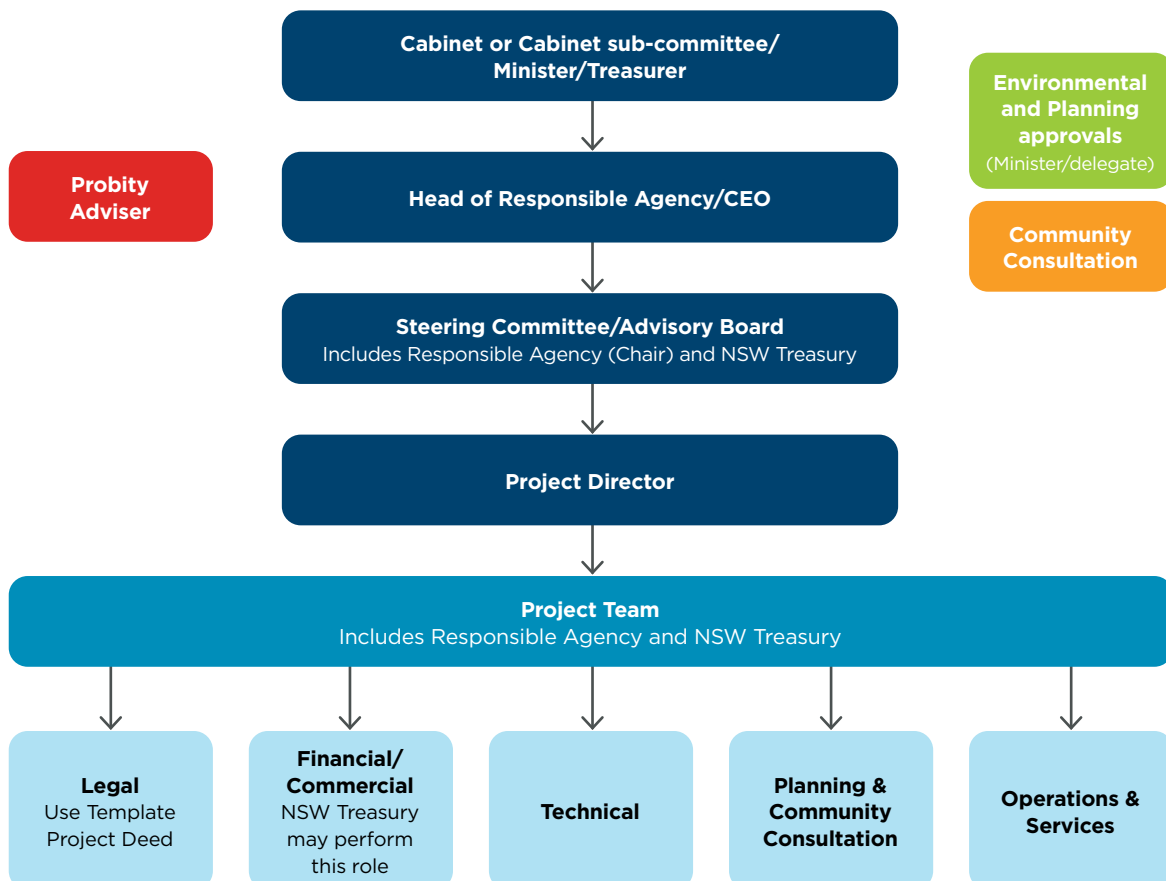 Cabinet or Cabinet sub-committee/
Minister/Treasurer
Environmental
and Planning
approvals
(Minister/delegate)
Probity
Adviser
Head of Responsible Agency/CEO
Community
Consultation
Steering Committee/Advisory Board
Includes Responsible Agency (Chair) and NSW Treasury
Project Director
Project Team
Includes Responsible Agency and NSW Treasury
Legal
Use Template
Project Deed
Financial/
Commercial
NSW Treasury
may perform
this role
Technical
Planning &
Community
Consultation
Operations &
Services